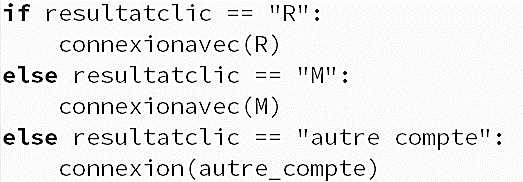 if resultatclic == "R":
    connexionavec(R)
else resultatclic == "M":
    connexionavec(M)
else resultatclic == "autre compte":
    connexion(autre_compte)